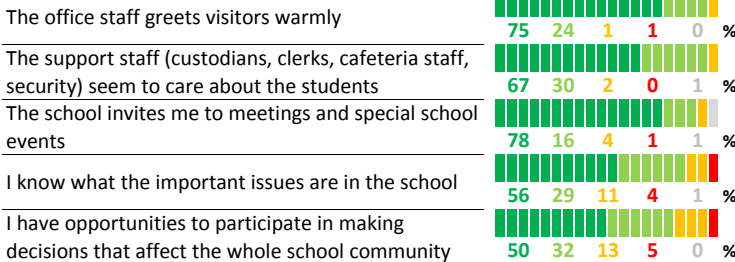 The office staff greets visitors warmly
75 24 1 1 0 %
The support staff (custodians, clerks, cafeteria staff,
security) seem to care about the students
67 30 2 0 1 %
The school invites me to meetings and special school
events
78 16 4 1 1 %
I know what the important issues are in the school
56 29 11 4 1 %
I have opportunities to participate in making
decisions that affect the whole school community
50 32 13 5 0 %